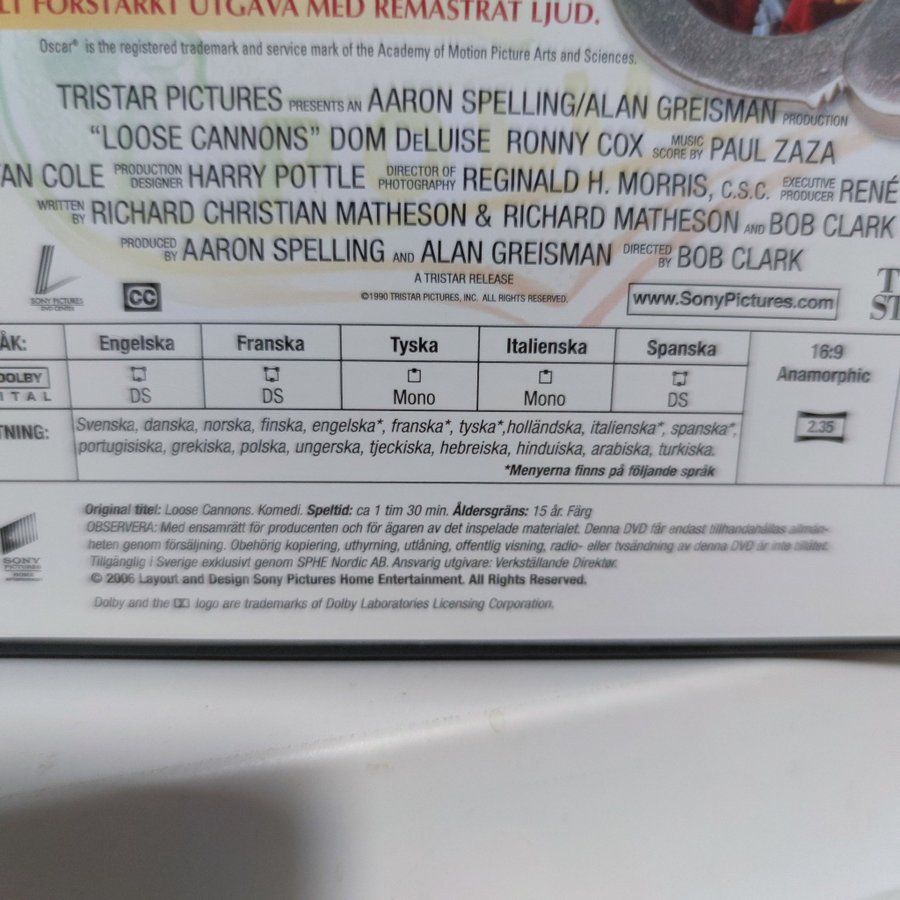 LT FÖRSTÄRKT UTGÅVA MED REMASTRAT LJUD.
Oscar® is the registered trademark and service mark of the Academy of Motion Picture Arts and Sciences.
TRISTAR PICTURES PRESENTS AN AARON SPELLING/ALAN GREISMAN PRODUCTION
"LOOSE CANNONS" DOM DeLUISE RONNY COX MUSIC SCORE BY PAUL ZAZA
AN COLE PRODUCTION DESIGNER HARRY POTTLE DIRECTOR OF PHOTOGRAPHY REGINALD H. MORRIS, C.S.C. EXECUTIVE PRODUCER RENÉ
WRITTEN BY RICHARD CHRISTIAN MATHESON & RICHARD MATHESON AND BOB CLARK
PRODUCED BY AARON SPELLING AND ALAN GREISMAN DIRECTED BY BOB CLARK
A TRISTAR RELEASE
SONY PICTURES
DVD CENTER
CC
©1990 TRISTAR PICTURES, INC. ALL RIGHTS RESERVED.
www.SonyPictures.com
T
ST
ÅK: Engelska Franska Tyska Italienska Spanska 16:9
Anamorphic
DOLBY
ITAL DS DS Mono Mono DS
2.35
TNING: Svenska, danska, norska, finska, engelska*, franska*, tyska*,holländska, italienska*, spanska*,
portugisiska, grekiska, polska, ungerska, tjeckiska, hebreiska, hinduiska, arabiska, turkiska.
*Menyerna finns på följande språk
Original titel: Loose Cannons. Komedi. Speltid: ca 1 tim 30 min. Åldersgräns: 15 år. Färg
OBSERVERA: Med ensamrätt för producenten och för ägaren av det inspelade materialet. Denna DVD får endast tillhandahållas allmän-
heten genom försäljning. Obehörig kopiering, uthyrning, utlåning, offentlig visning, radio- eller tvsändning av denna DVD är inte tillåtet.
Tillgänglig i Sverige exklusivt genom SPHE Nordic AB. Ansvarig utgivare: Verkställande Direktör.
© 2006 Layout and Design Sony Pictures Home Entertainment. All Rights Reserved.
SONY
PICTURES
HOME
Dolby and the logo are trademarks of Dolby Laboratories Licensing Corporation.